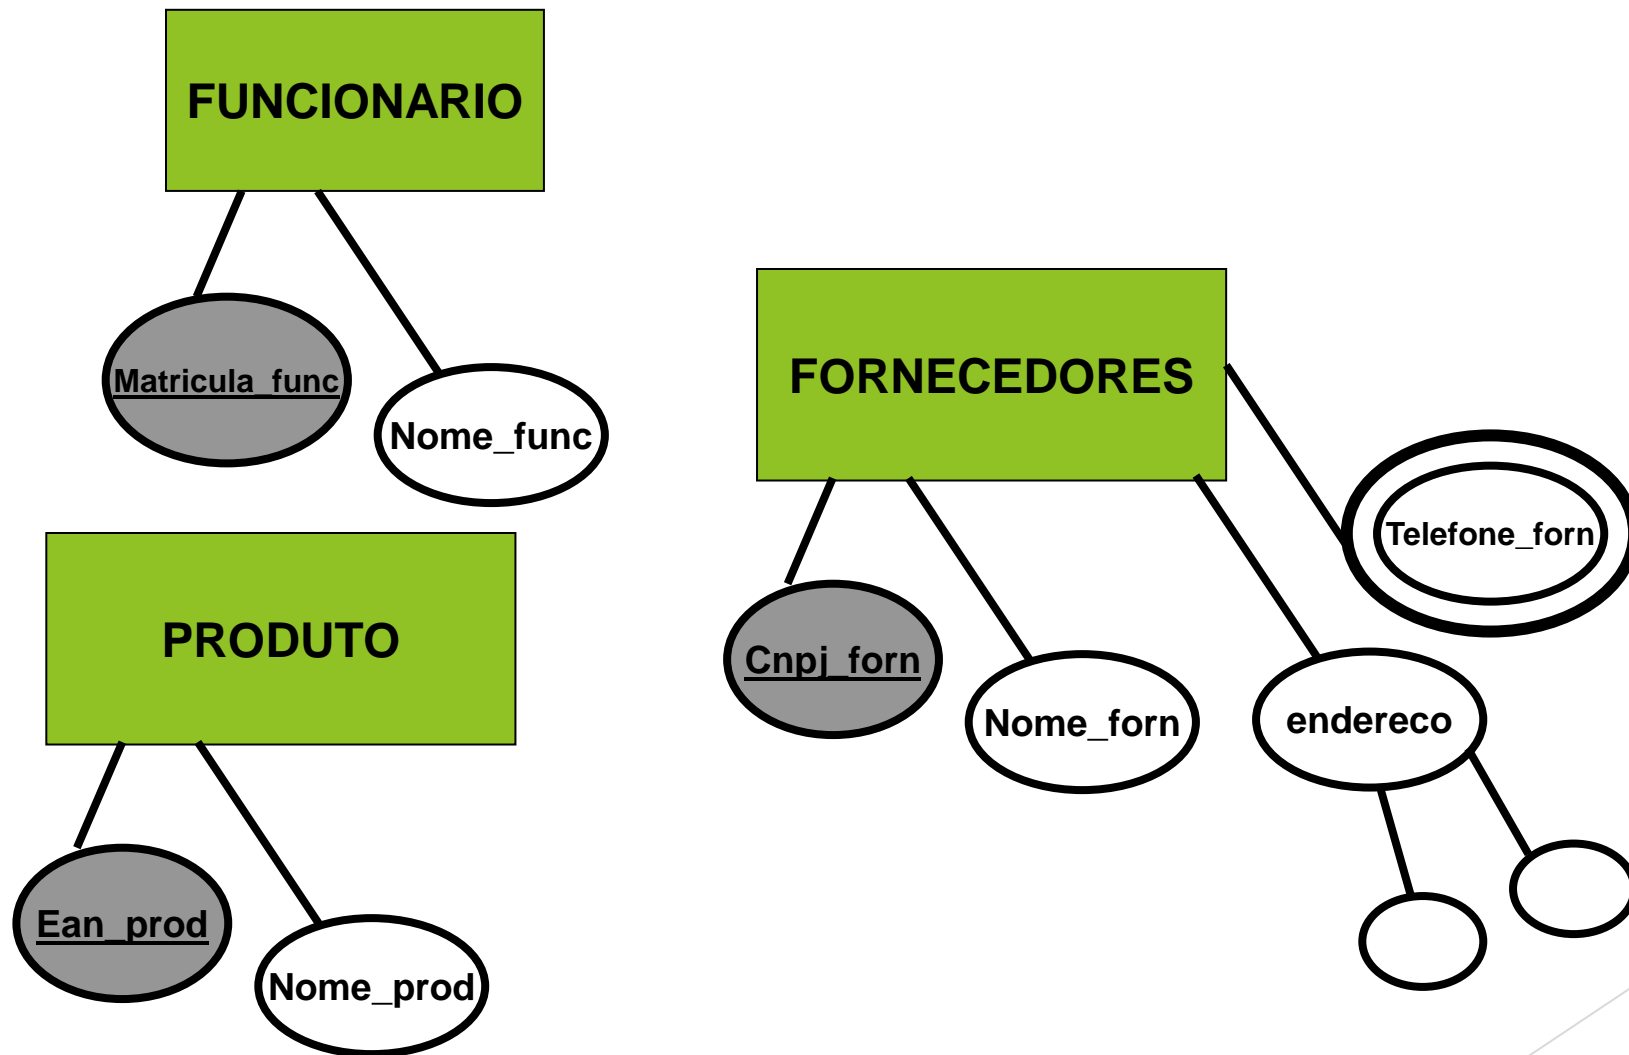 FUNCIONARIO
Matricula_func
Nome_func
FORNECEDORES
Telefone_forn
Cnpj_forn
Nome_forn
endereco
PRODUTO
Ean_prod
Nome_prod